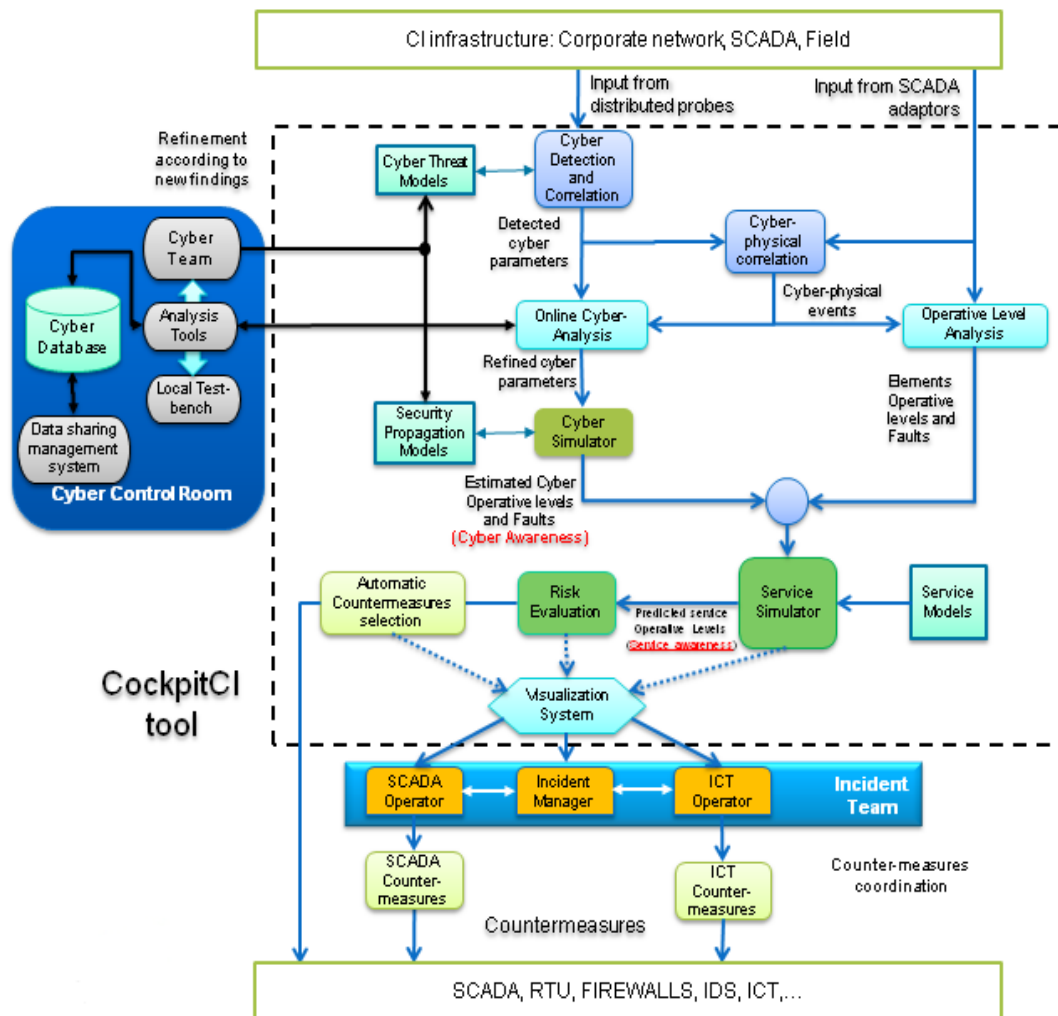 CI infrastructure: Corporate network, SCADA, Field
Input from
distributed probes
Input from SCADA
adaptors
Refinement
according to
new findings
Cyber Threat
Models
Cyber
Detection
and
Correlation
Cyber
Team
Detected
cyber
parameters
Cyber-
physical
correlation
Cyber
Database
Analysis
Tools
Online Cyber-
Analysis
Cyber-physical
events
Operative Level
Analysis
Local Test-
bench
Refined cyber
parameters
Elements
Operative
levels and
Faults
Data sharing
management
system
Cyber Control Room
Security
Propagation
Models
Cyber
Simulator
Estimated Cyber
Operative levels
and Faults
(Cyber Awareness)
Automatic
Countermeasures
selection
Risk
Evaluation
Predicted service
Operative Levels
(Service awareness)
Service
Simulator
Service
Models
CockpitCI
tool
Visualization
System
SCADA
Operator
Incident
Manager
ICT
Operator
Incident
Team
SCADA
Counter-
measures
ICT
Counter-
measures
Counter-measures
coordination
Countermeasures
SCADA, RTU, FIREWALLS, IDS, ICT,...